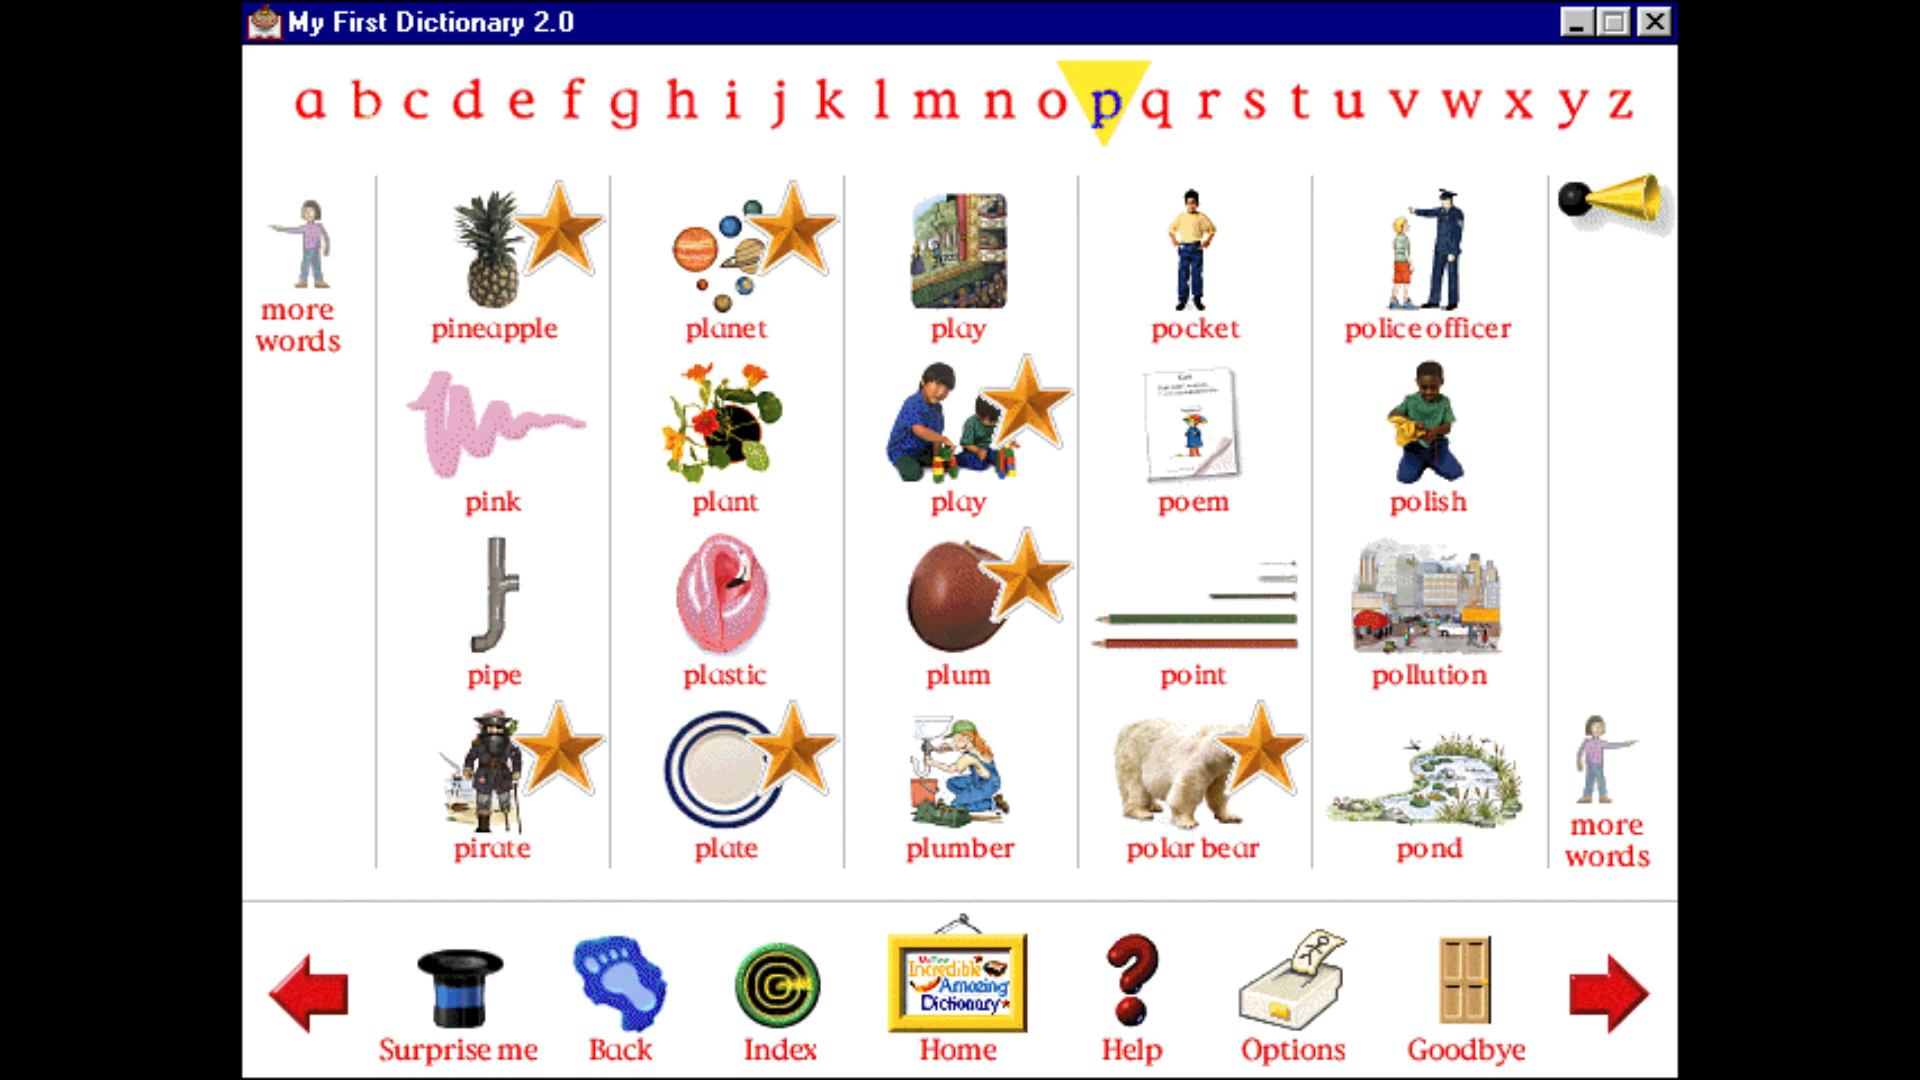 My First Dictionary 2.0
a b c d e f g h i j k l m n o p q r s t u v w x y z
more
words
pineapple
planet
play
pocket
police officer
pink
plant
play
poem
polish
pipe
plastic
plum
point
pollution
pirate
plate
plumber
polar bear
pond
more
words
Incredible
Amazing
Dictionary
Surprise me
Back
Index
Home
Help
Options
Goodbye